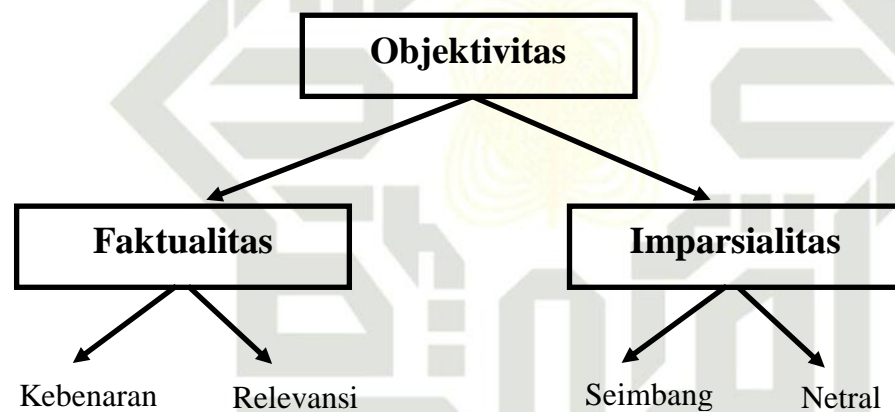 Objektivitas
Faktualitas Imparsialitas
Kebenaran Relevansi Seimbang Netral